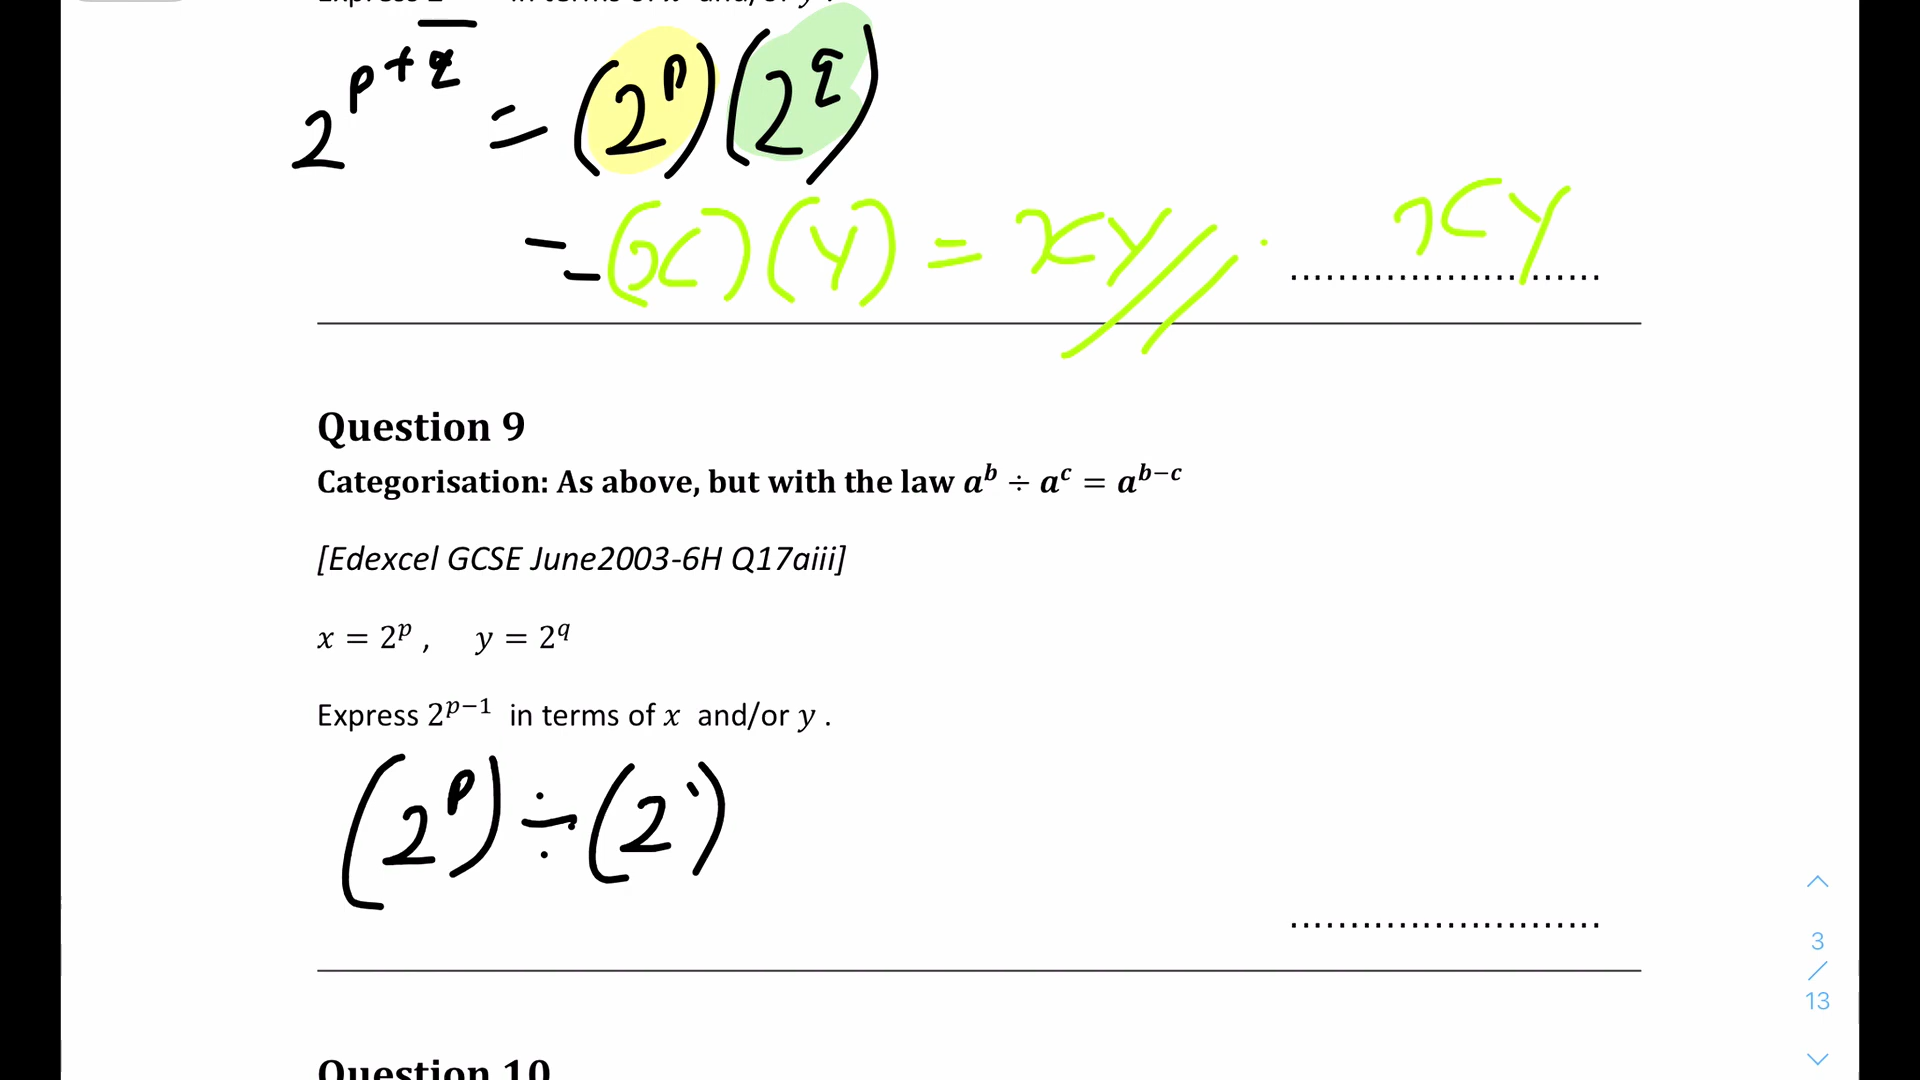 2^{p+q} = (2^p)(2^q)
= (x)(y) = xy
xy
..........................
Question 9
Categorisation: As above, but with the law a^b ÷ a^c = a^{b−c}
[Edexcel GCSE June2003-6H Q17aiii]
x = 2^p , y = 2^q
Express 2^{p−1} in terms of x and/or y .
(2^p) ÷ (2^1)
..........................
3
/
13
Question 10